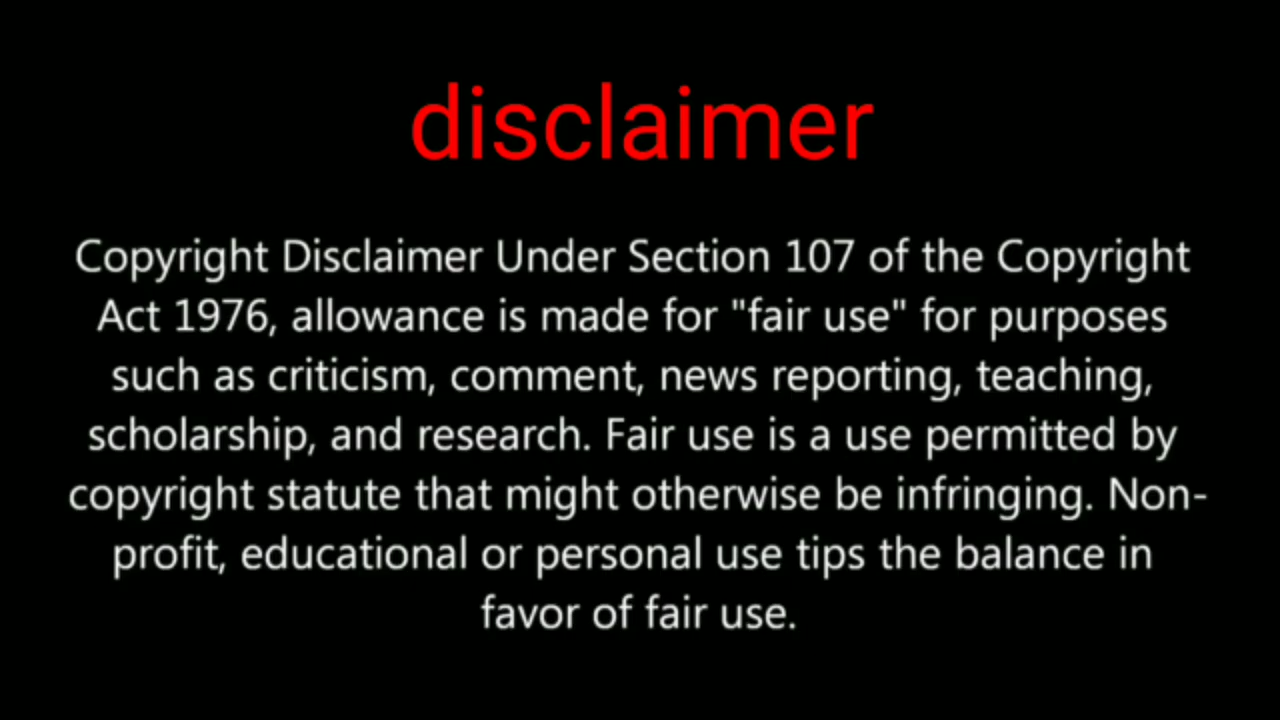 disclaimer
Copyright Disclaimer Under Section 107 of the Copyright
Act 1976, allowance is made for "fair use" for purposes
such as criticism, comment, news reporting, teaching,
scholarship, and research. Fair use is a use permitted by
copyright statute that might otherwise be infringing. Non-
profit, educational or personal use tips the balance in
favor of fair use.